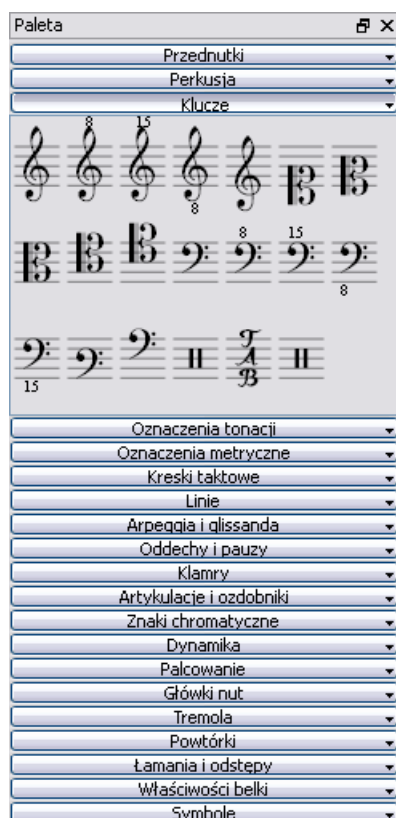 Paleta
Przednutki
Perkusja
Klucze
8 15
8
8 15
8
15
TAB
Oznaczenia tonacji
Oznaczenia metryczne
Kreski taktowe
Linie
Arpeggia i glissanda
Oddechy i pauzy
Klamry
Artykulacje i ozdobniki
Znaki chromatyczne
Dynamika
Palcowanie
Główki nut
Tremola
Powtórki
Łamania i odstępy
Właściwości belki
Symbole